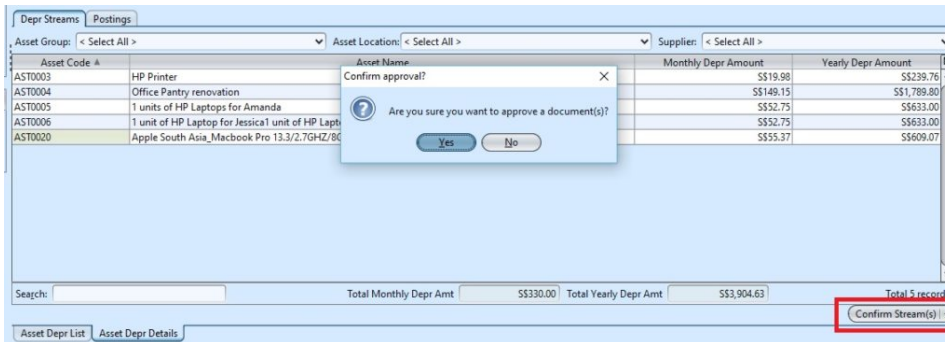 Depr Streams Postings
Asset Group: < Select All > Asset Location: < Select All > Supplier: < Select All >
Asset Code Asset Name Monthly Depr Amount Yearly Depr Amount
Confirm approval?
AST0003 HP Printer S$19.98 S$239.76
AST0004 Office Pantry renovation S$149.15 S$1,789.80
AST0005 1 units of HP Laptops for Amanda S$52.75 S$633.00
Are you sure you want to approve a document(s)?
AST0006 1 unit of HP Laptop for Jessica1 unit of HP Lapt S$52.75 S$633.00
AST0020 Apple South Asia_Macbook Pro 13.3/2.7GHZ/8 S$55.37 S$609.07
Yes No
Search: Total Monthly Depr Amt S$330.00 Total Yearly Depr Amt S$3,904.63 Total 5 record
Confirm Stream(s)
Asset Depr List Asset Depr Details